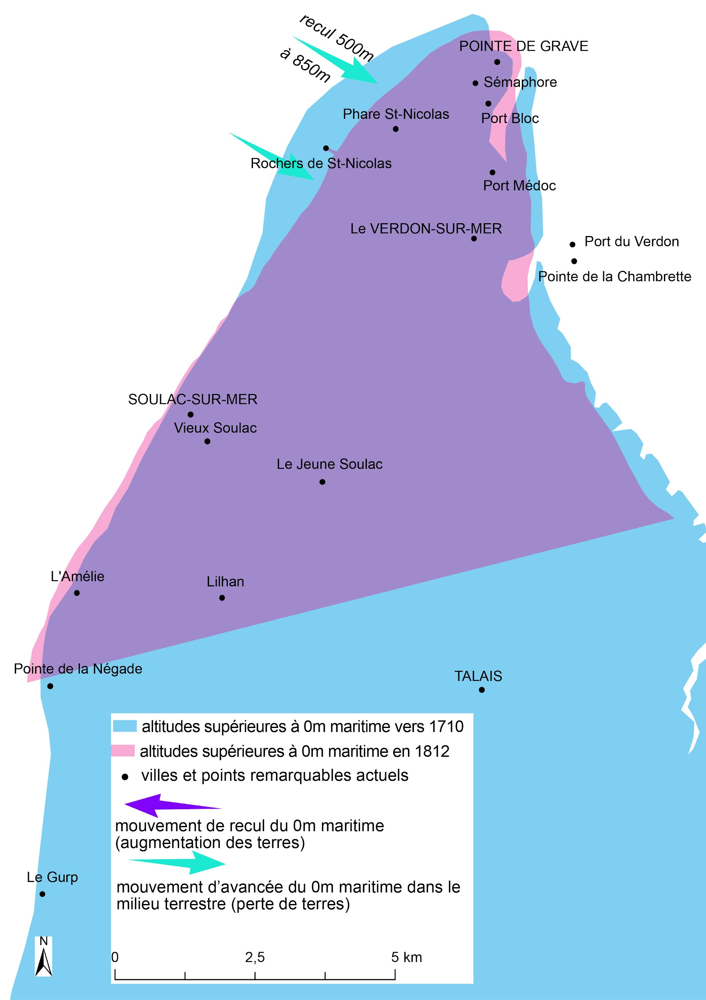 recul 500m
à 850m
POINTE DE GRAVE
Sémaphore
Phare St-Nicolas
Port Bloc
Rochers de St-Nicolas
Port Médoc
Le VERDON-SUR-MER
Port du Verdon
Pointe de la Chambrette
SOULAC-SUR-MER
Vieux Soulac
Le Jeune Soulac
L'Amélie
Lilhan
Pointe de la Négade
TALAIS
altitudes supérieures à 0m maritime vers 1710
altitudes supérieures à 0m maritime en 1812
villes et points remarquables actuels
mouvement de recul du 0m maritime
(augmentation des terres)
Le Gurp
mouvement d’avancée du 0m maritime dans le
milieu terrestre (perte de terres)
N
0 2,5 5 km